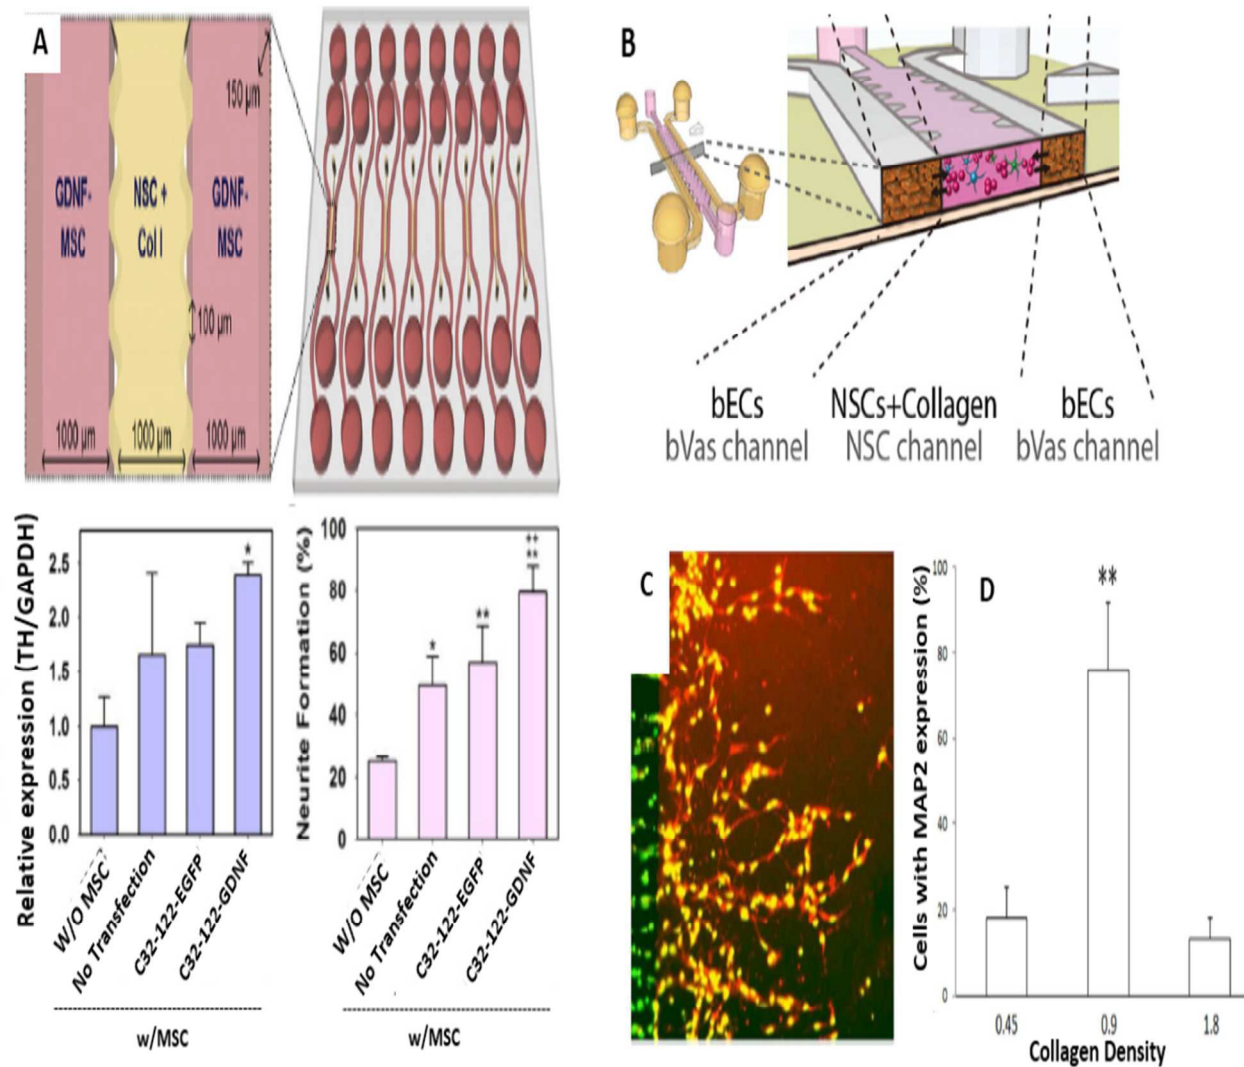 A
150 µm
GDNF-
MSC
NSC +
Col I
GDNF-
MSC
100 µm
1000 µm
1000 µm
1000 µm
B
bECs
bVas channel
NSCs+Collagen
NSC channel
bECs
bVas channel
Relative expression (TH/GAPDH)
2.5
2.0
1.5
1.0
0.5
0.0
*
W/O MSC
No Transfection
C32-122-EGFP
C32-122-GDNF
w/MSC
Neurite Formation (%)
100
80
60
40
20
0
*
**
++
**
W/O MSC
No Transfection
C32-122-EGFP
C32-122-GDNF
w/MSC
C
D
Cells with MAP2 expression (%)
100
80
60
40
20
0
**
0.45
0.9
1.8
Collagen Density